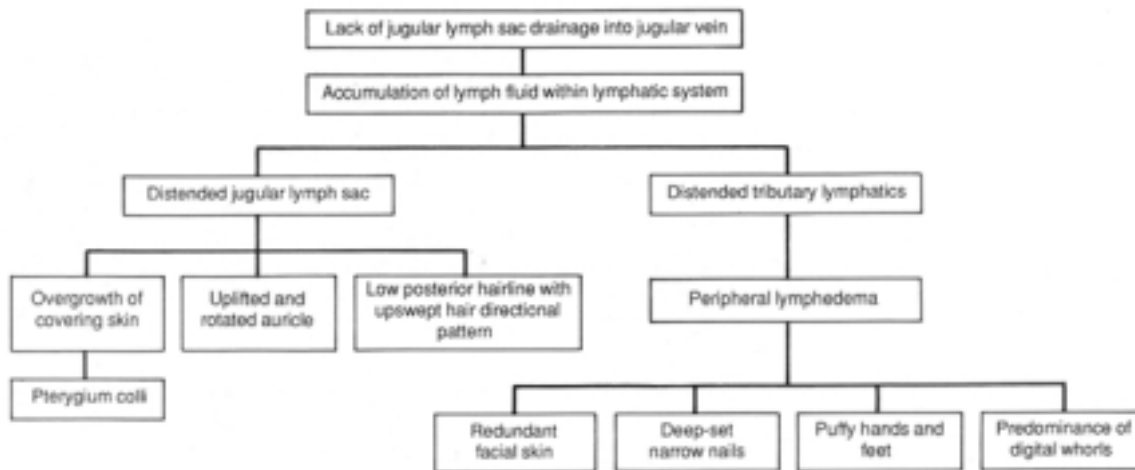 Lack of jugular lymph sac drainage into jugular vein
Accumulation of lymph fluid within lymphatic system
Distended jugular lymph sac
Distended tributary lymphatics
Overgrowth of
covering skin
Uplifted and
rotated auricle
Low posterior hairline with
upswept hair directional
pattern
Peripheral lymphedema
Pterygium colli
Redundant
facial skin
Deep-set
narrow nails
Puffy hands and
feet
Predominance of
digital whorls